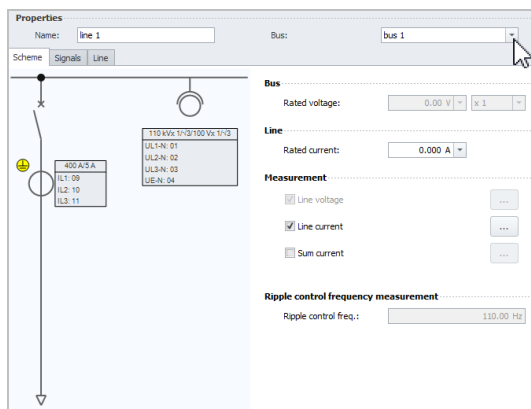 Properties
Name: line 1 Bus: bus 1
Scheme Signals Line
110 kVx 1/√3/100 Vx 1/√3
UL1-N: 01
UL2-N: 02
UL3-N: 03
UE-N: 04
400 A/5 A
IL1: 09
IL2: 10
IL3: 11
Bus
Rated voltage: 0.00 V x 1
Line
Rated current: 0.000 A
Measurement
Line voltage ...
Line current ...
Sum current ...
Ripple control frequency measurement
Ripple control freq.: 110.00 Hz